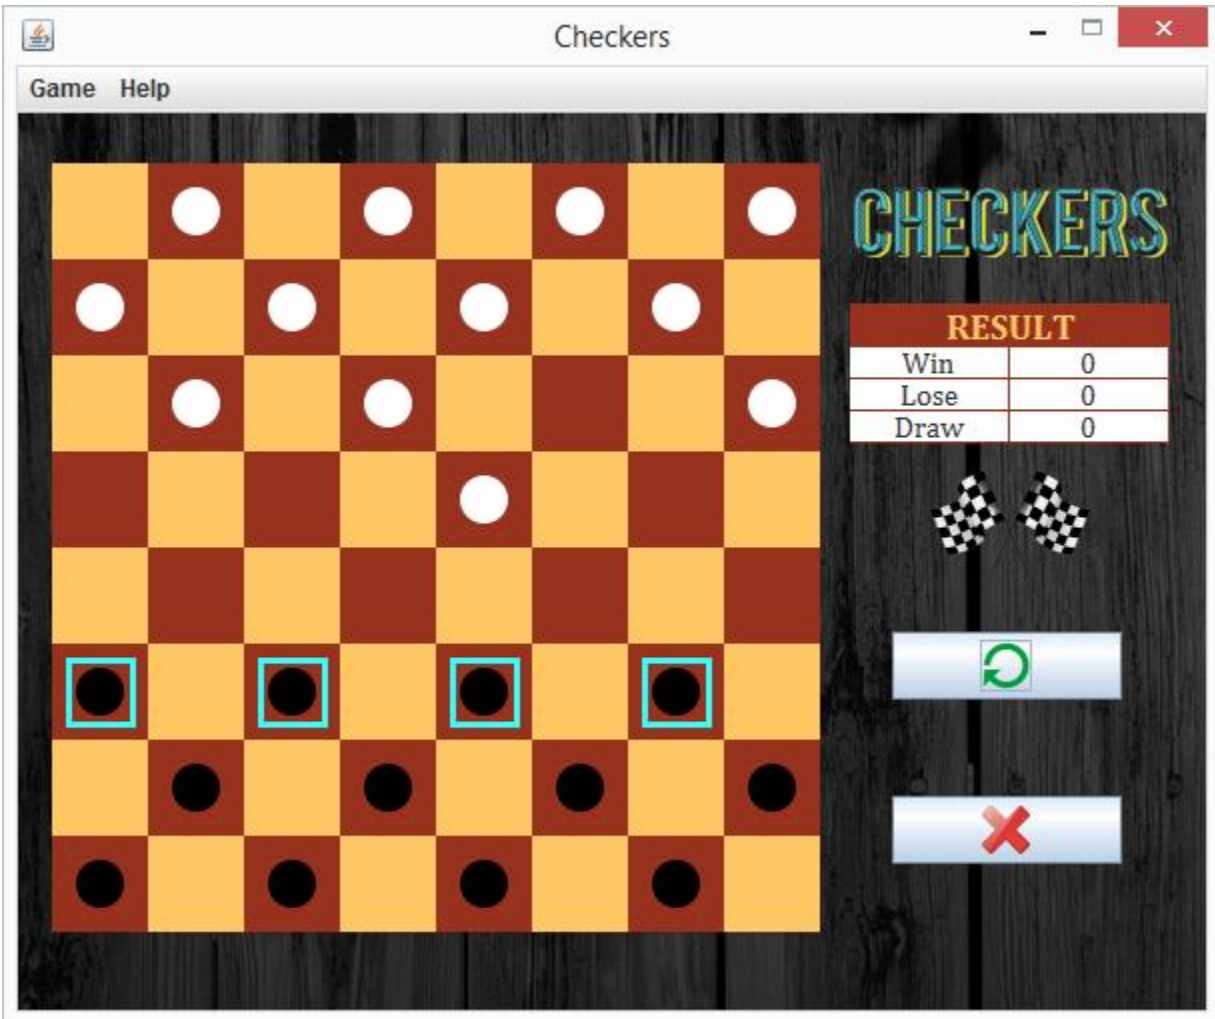 Checkers
Game Help
CHECKERS
RESULT
Win 0
Lose 0
Draw 0